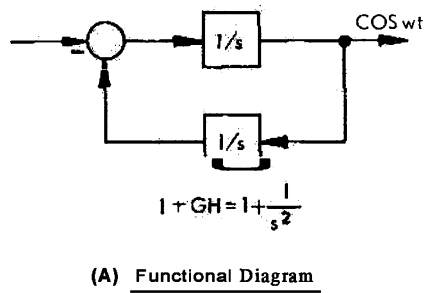 COS wt
1/s
−
1/s
1 + GH = 1 + 1/s²
(A) Functional Diagram